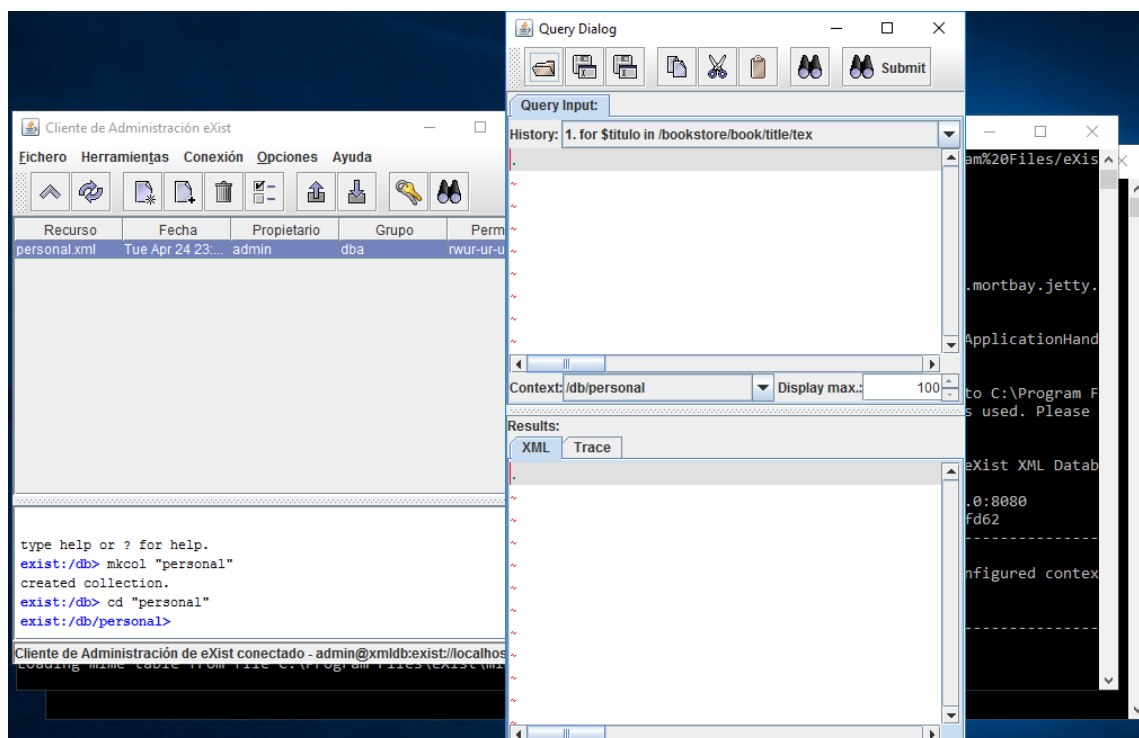 Query Dialog
Submit
Query Input:
History: 1. for $titulo in /bookstore/book/title/tex
Context: /db/personal Display max.: 100
Results:
XML Trace
Cliente de Administración eXist
Fichero Herramientas Conexión Opciones Ayuda
Recurso Fecha Propietario Grupo Perm
personal.xml Tue Apr 24 23:... admin dba rwur-ur-u
type help or ? for help.
exist:/db> mkcol "personal"
created collection.
exist:/db> cd "personal"
exist:/db/personal>
Cliente de Administración de eXist conectado - admin@xmldb:exist://localhos
am%20Files/eXis
.mortbay.jetty.
ApplicationHand
to C:\Program F
s used. Please
eXist XML Datab
.0:8080
fd62
---------------
nfigured contex
---------------